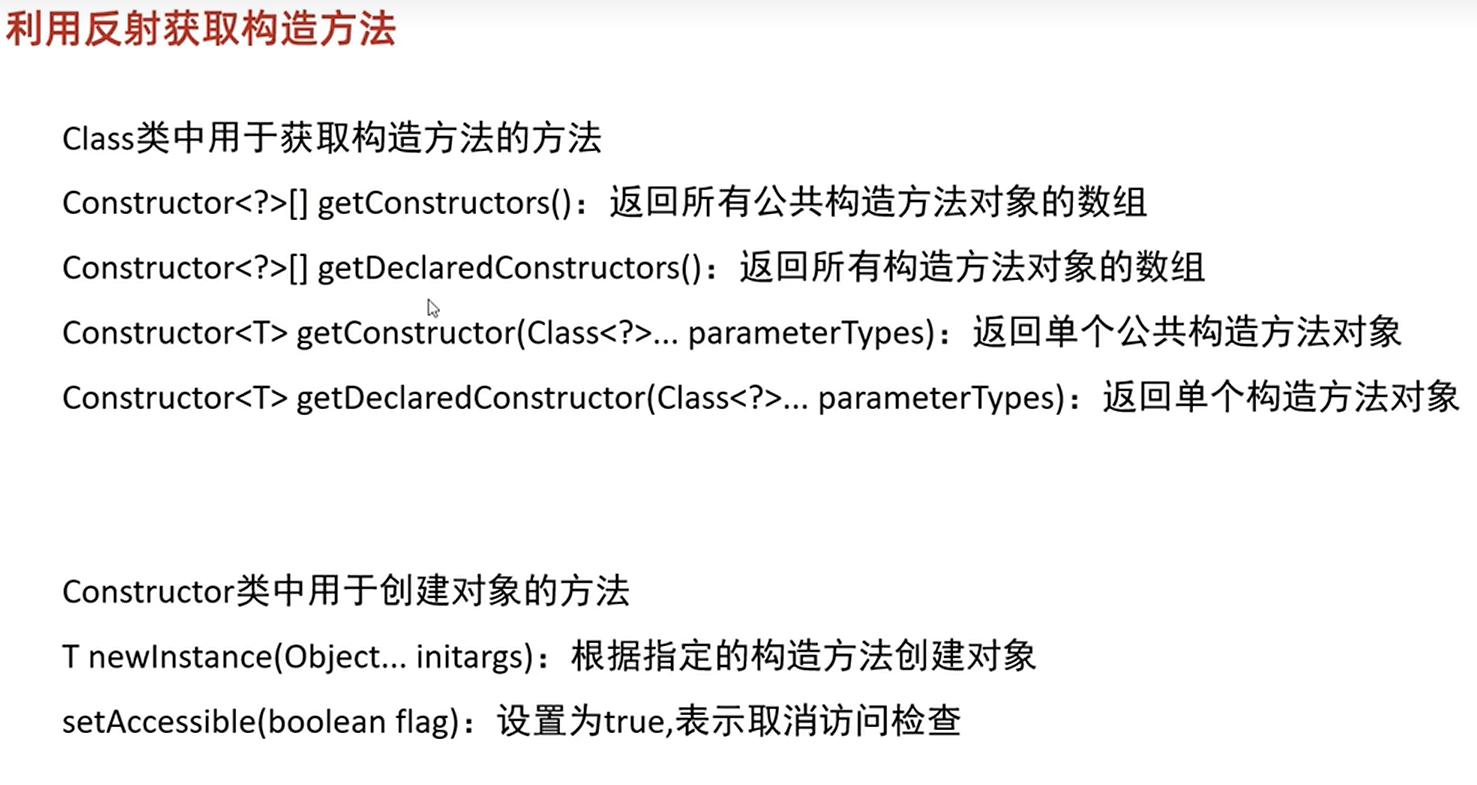 利用反射获取构造方法
Class类中用于获取构造方法的方法
Constructor<?>[] getConstructors()：返回所有公共构造方法对象的数组
Constructor<?>[] getDeclaredConstructors()：返回所有构造方法对象的数组
Constructor<T> getConstructor(Class<?>... parameterTypes)：返回单个公共构造方法对象
Constructor<T> getDeclaredConstructor(Class<?>... parameterTypes)：返回单个构造方法对象
Constructor类中用于创建对象的方法
T newInstance(Object... initargs)：根据指定的构造方法创建对象
setAccessible(boolean flag)：设置为true,表示取消访问检查